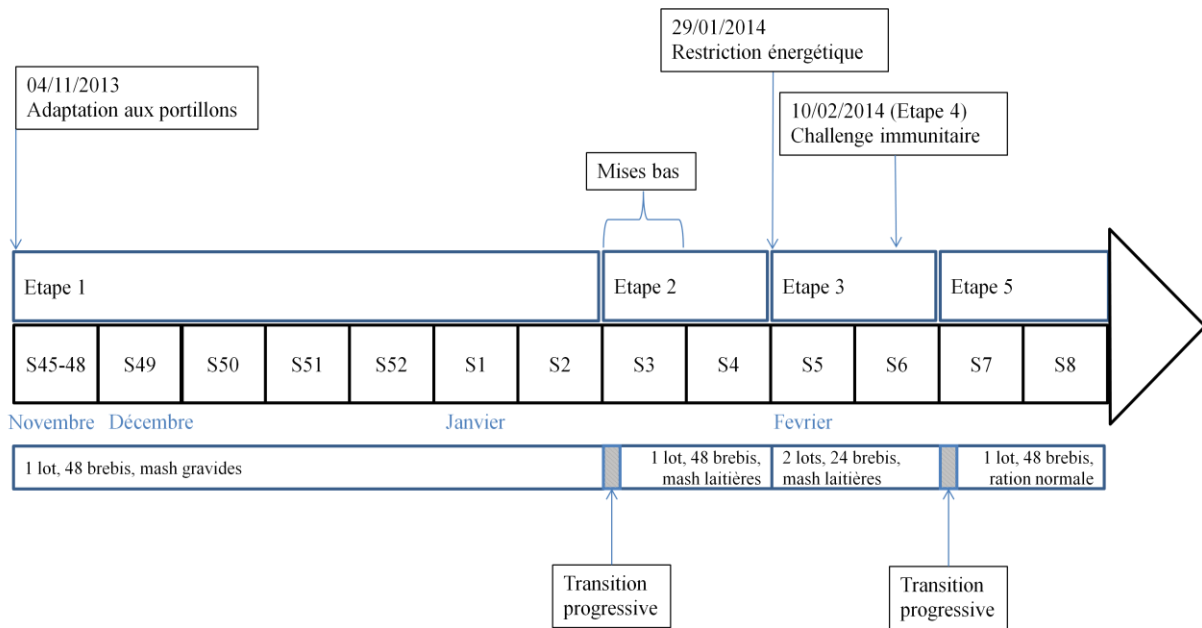 29/01/2014
Restriction énergétique
04/11/2013
Adaptation aux portillons
10/02/2014 (Etape 4)
Challenge immunitaire
Mises bas
Etape 1
Etape 2
Etape 3
Etape 5
S45-48
S49
S50
S51
S52
S1
S2
S3
S4
S5
S6
S7
S8
Novembre
Décembre
Janvier
Fevrier
1 lot, 48 brebis, mash gravides
1 lot, 48 brebis,
mash laitières
2 lots, 24 brebis,
mash laitières
1 lot, 48 brebis,
ration normale
Transition
progressive
Transition
progressive